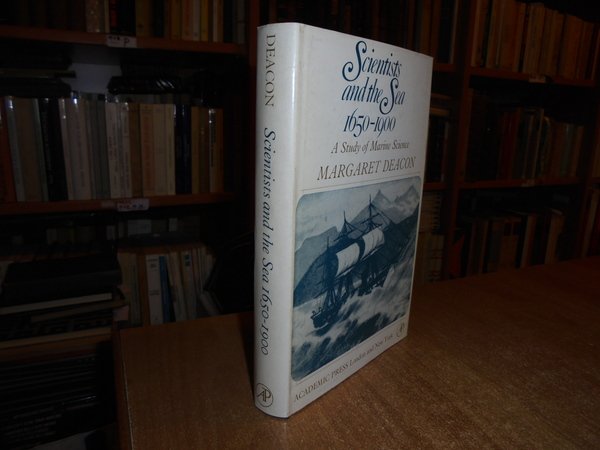 DEACON
Scientists and the Sea 1650-1900
AP
Scientists
and the Sea
1650-1900
A Study of Marine Science
MARGARET DEACON
ACADEMIC PRESS London and New York